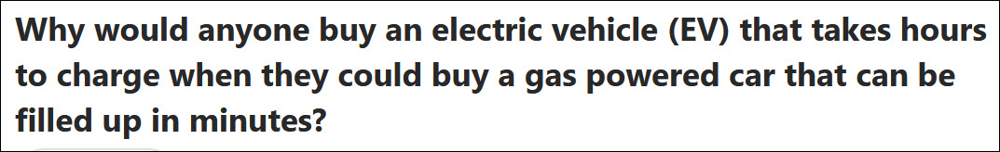 Why would anyone buy an electric vehicle (EV) that takes hours
to charge when they could buy a gas powered car that can be
filled up in minutes?